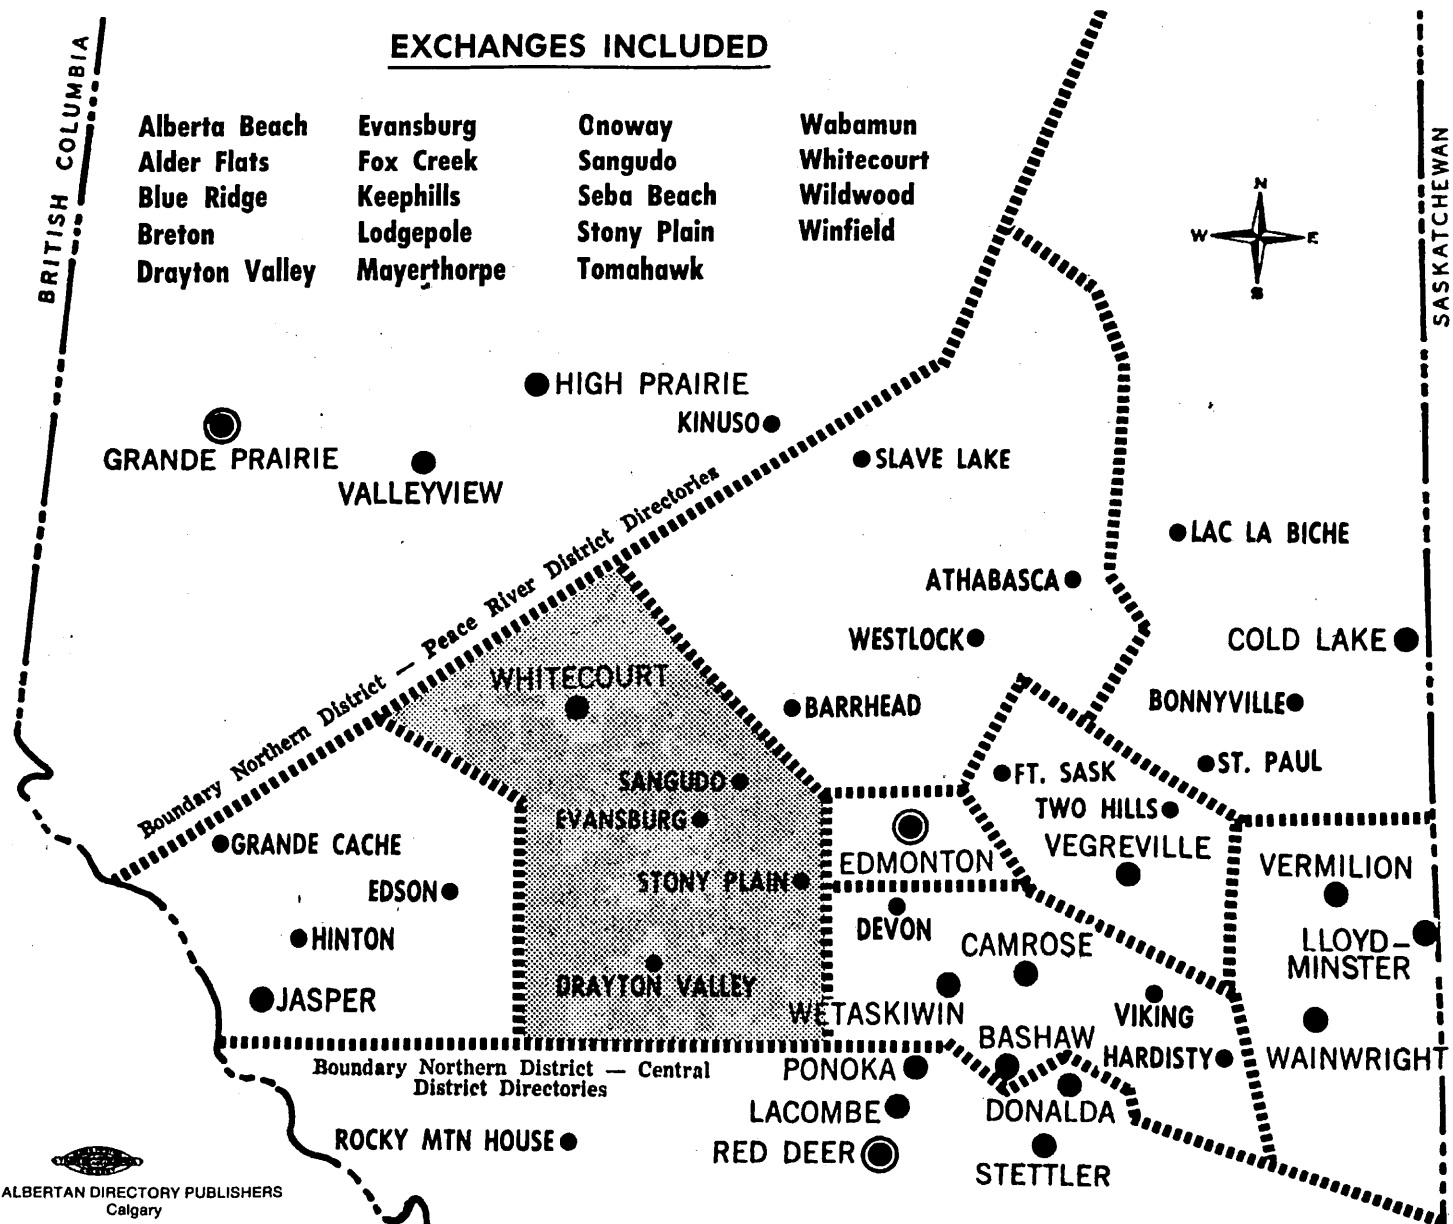 EXCHANGES INCLUDED
BRITISH COLUMBIA
SASKATCHEWAN
Alberta Beach
Alder Flats
Blue Ridge
Breton
Drayton Valley
Evansburg
Fox Creek
Keephills
Lodgepole
Mayerthorpe
Onoway
Sangudo
Seba Beach
Stony Plain
Tomahawk
Wabamun
Whitecourt
Wildwood
Winfield
N
W E
S
HIGH PRAIRIE
KINUSO
GRANDE PRAIRIE
VALLEYVIEW
SLAVE LAKE
Boundary Northern District — Peace River District Directories
LAC LA BICHE
ATHABASCA
WESTLOCK
COLD LAKE
WHITECOURT
BARRHEAD
BONNYVILLE
ST. PAUL
FT. SASK
SANGUDO
TWO HILLS
EVANSBURG
GRANDE CACHE
EDMONTON
VEGREVILLE
VERMILION
EDSON
STONY PLAIN
DEVON
HINTON
CAMROSE
LLOYD–
MINSTER
DRAYTON VALLEY
JASPER
WETASKIWIN
VIKING
BASHAW
HARDISTY
WAINWRIGHT
Boundary Northern District — Central
District Directories
PONOKA
LACOMBE
DONALDA
ROCKY MTN HOUSE
RED DEER
STETTLER
ALBERTAN DIRECTORY PUBLISHERS
Calgary